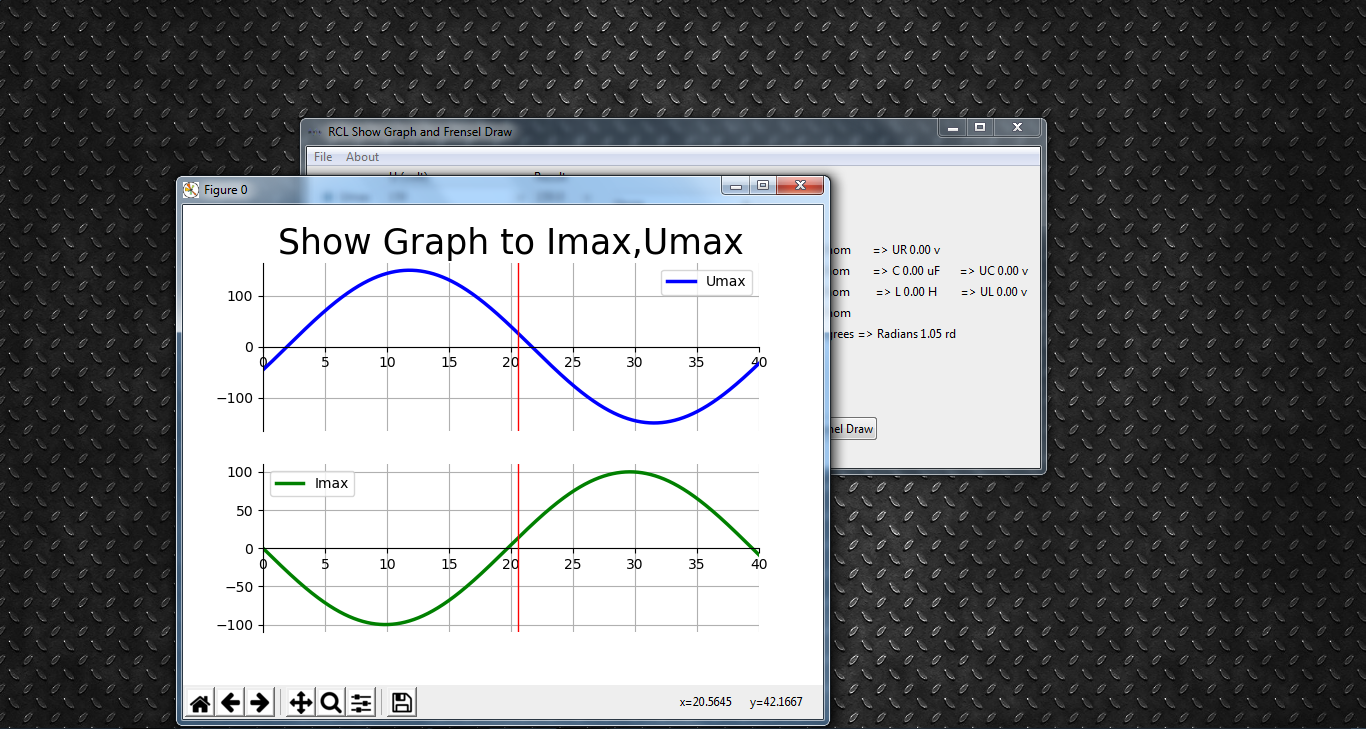 RCL Show Graph and Frensel Draw
File About
Figure 0
Show Graph to Imax,Umax
Umax
100
0
−100
0 5 10 15 20 25 30 35 40
Imax
100
50
0
−50
−100
0 5 10 15 20 25 30 35 40
x=20.5645 y=42.1667
=> UR 0.00 v
=> C 0.00 uF => UC 0.00 v
=> L 0.00 H => UL 0.00 v
=> Radians 1.05 rd
Draw